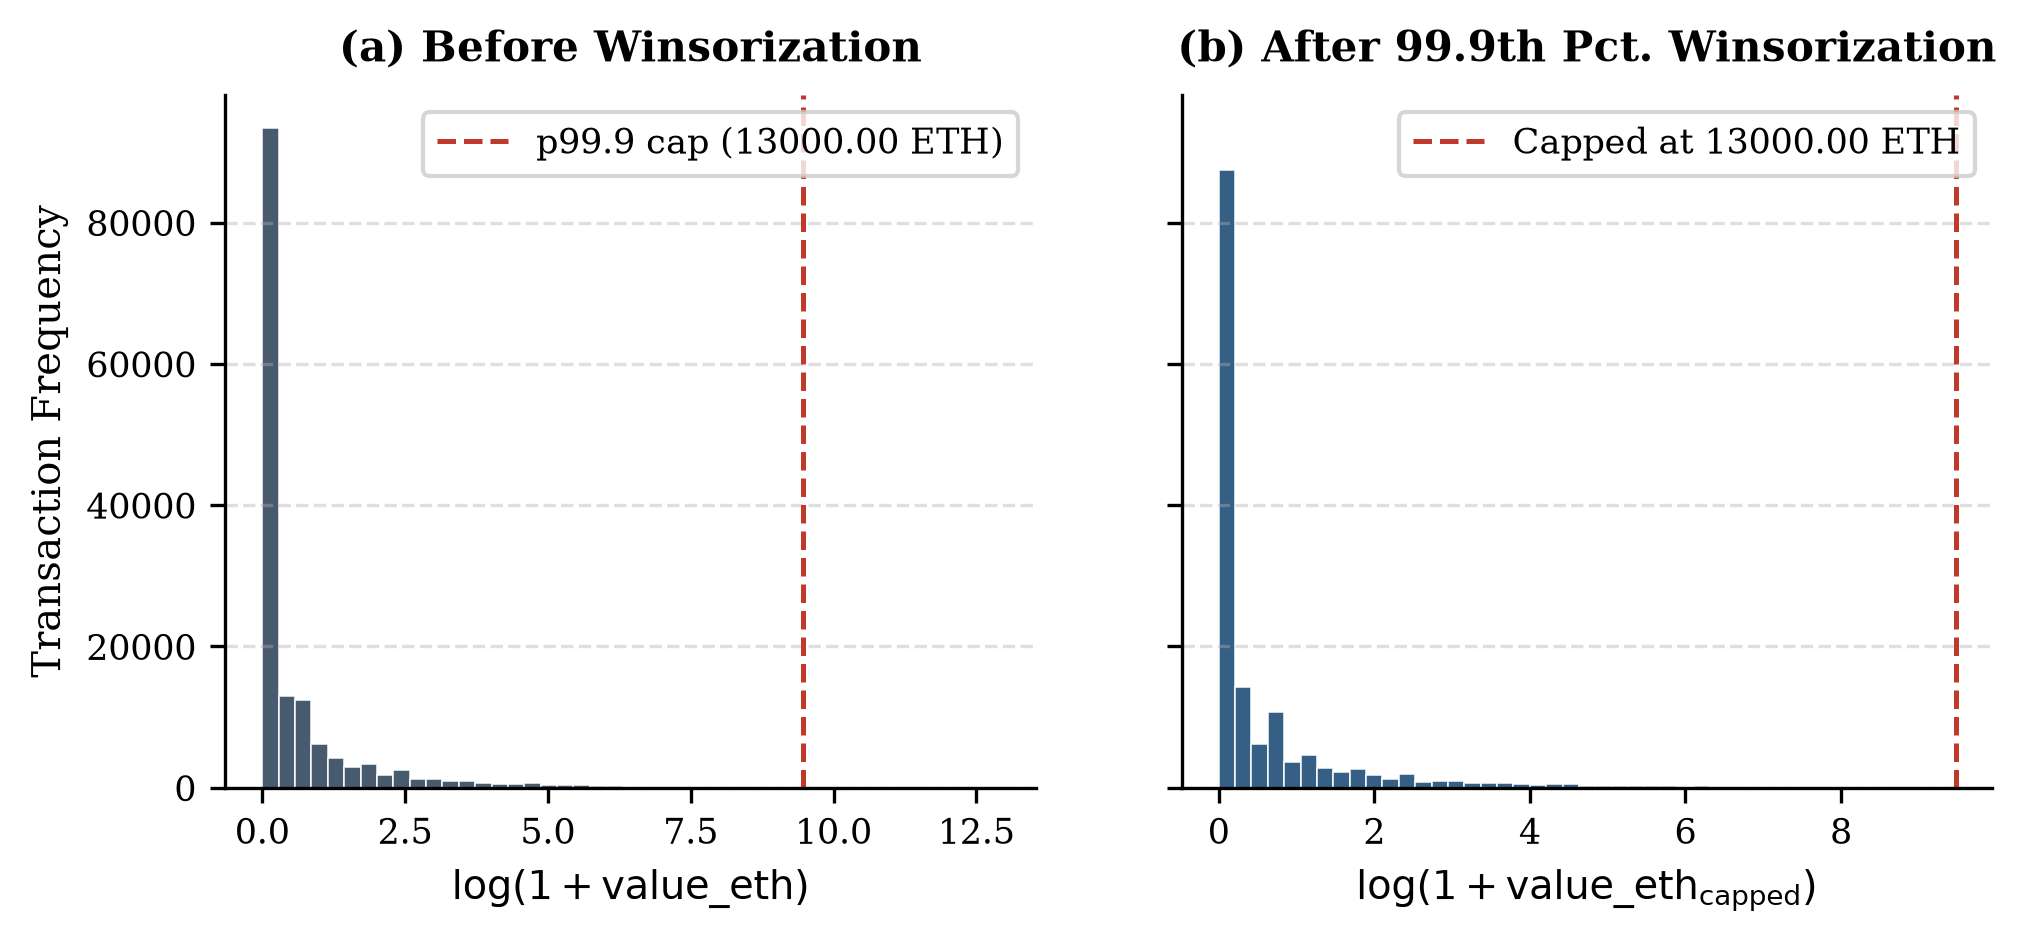 (a) Before Winsorization
p99.9 cap (13000.00 ETH)
Transaction Frequency
80000
60000
40000
20000
0
0.0 2.5 5.0 7.5 10.0 12.5
log(1 + value_eth)
(b) After 99.9th Pct. Winsorization
Capped at 13000.00 ETH
0 2 4 6 8
log(1 + value_eth_capped)